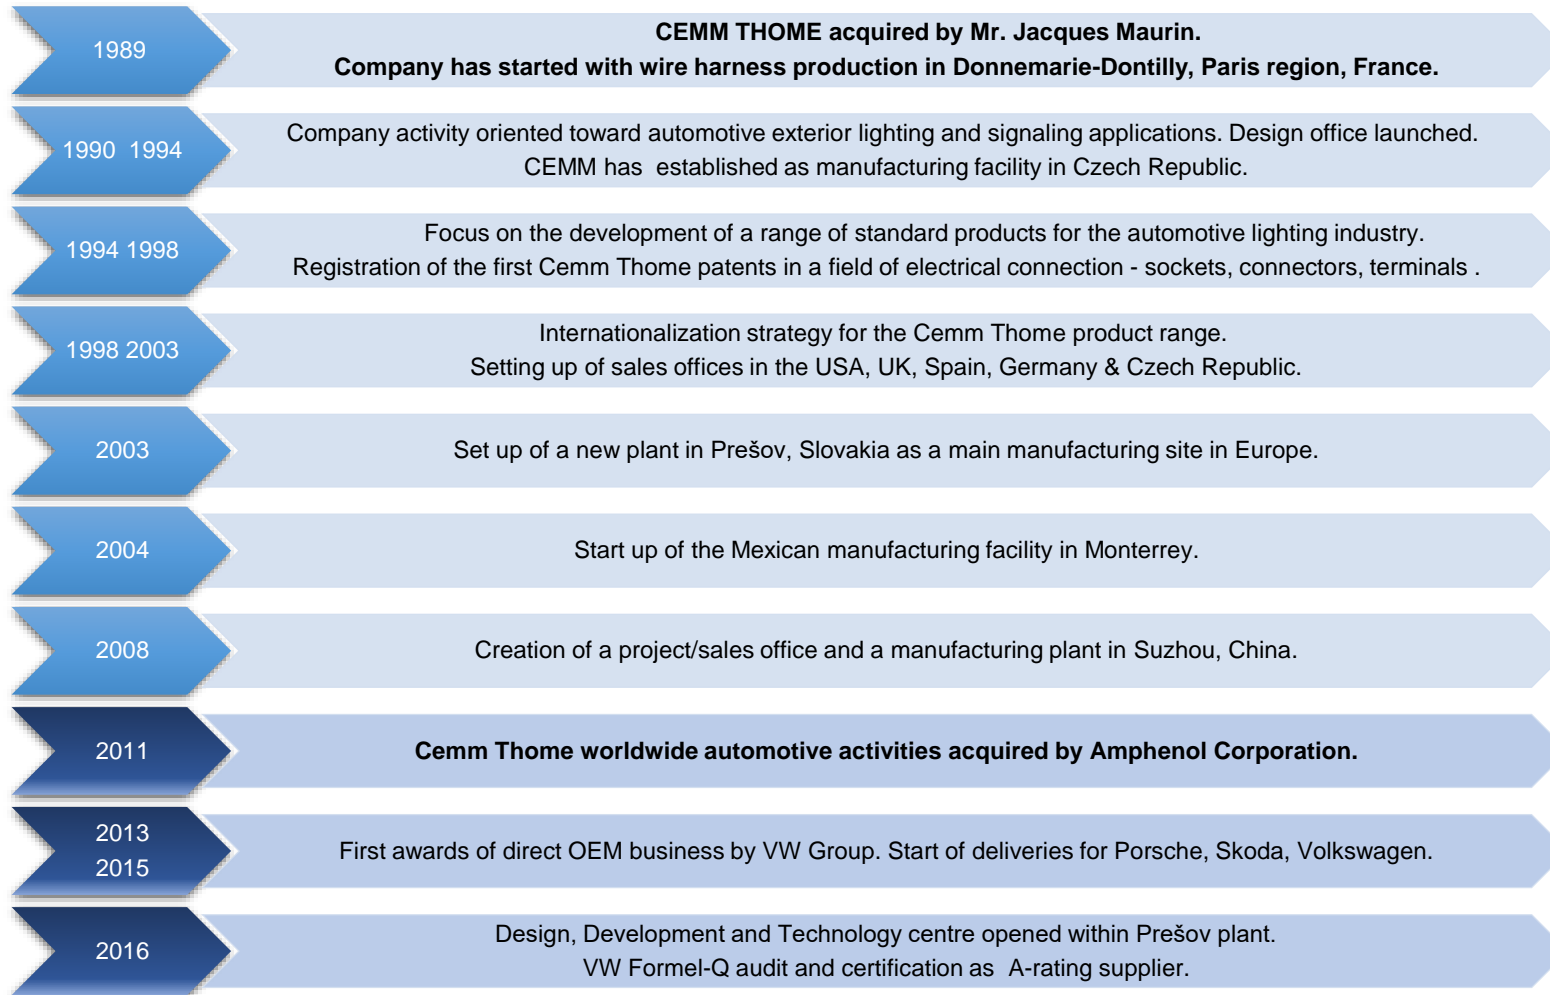 1989
CEMM THOME acquired by Mr. Jacques Maurin.
Company has started with wire harness production in Donnemarie-Dontilly, Paris region, France.
1990  1994
Company activity oriented toward automotive exterior lighting and signaling applications. Design office launched.
CEMM has  established as manufacturing facility in Czech Republic.
1994 1998
Focus on the development of a range of standard products for the automotive lighting industry.
Registration of the first Cemm Thome patents in a field of electrical connection - sockets, connectors, terminals .
1998 2003
Internationalization strategy for the Cemm Thome product range.
Setting up of sales offices in the USA, UK, Spain, Germany & Czech Republic.
2003
Set up of a new plant in Prešov, Slovakia as a main manufacturing site in Europe.
2004
Start up of the Mexican manufacturing facility in Monterrey.
2008
Creation of a project/sales office and a manufacturing plant in Suzhou, China.
2011
Cemm Thome worldwide automotive activities acquired by Amphenol Corporation.
2013
2015
First awards of direct OEM business by VW Group. Start of deliveries for Porsche, Skoda, Volkswagen.
2016
Design, Development and Technology centre opened within Prešov plant.
VW Formel-Q audit and certification as  A-rating supplier.